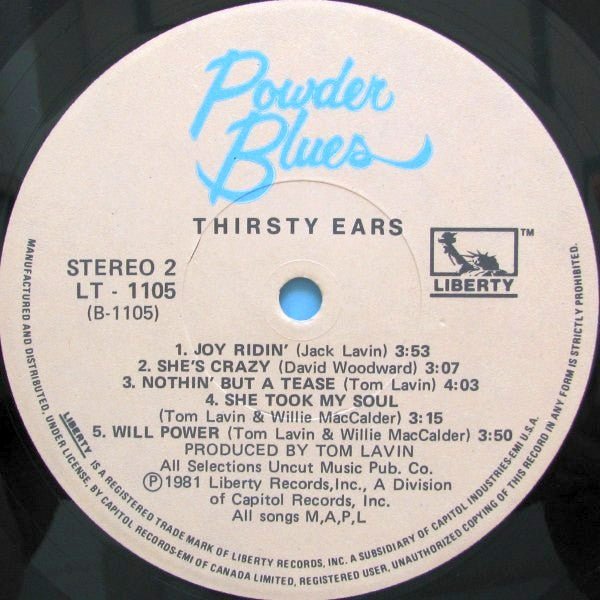 Powder
Blues
THIRSTY EARS
STEREO 2
LT - 1105
(B-1105)
TM
LIBERTY
1. JOY RIDIN' (Jack Lavin) 3:53
2. SHE'S CRAZY (David Woodward) 3:07
3. NOTHIN' BUT A TEASE (Tom Lavin) 4:03
4. SHE TOOK MY SOUL
(Tom Lavin & Willie MacCalder) 3:15
5. WILL POWER (Tom Lavin & Willie MacCalder) 3:50
PRODUCED BY TOM LAVIN
All Selections Uncut Music Pub. Co.
Ⓟ1981 Liberty Records,Inc., A Division
of Capitol Records, Inc.
All songs M,A,P,L
LIBERTY IS A REGISTERED TRADE MARK OF LIBERTY RECORDS, INC. A SUBSIDIARY OF CAPITOL INDUSTRIES-EMI U.S.A.
MANUFACTURED AND DISTRIBUTED, UNDER LICENSE, BY CAPITOL RECORDS-EMI OF CANADA LIMITED, REGISTERED USER, UNAUTHORIZED COPYING OF THIS RECORD IN ANY FORM IS STRICTLY PROHIBITED.